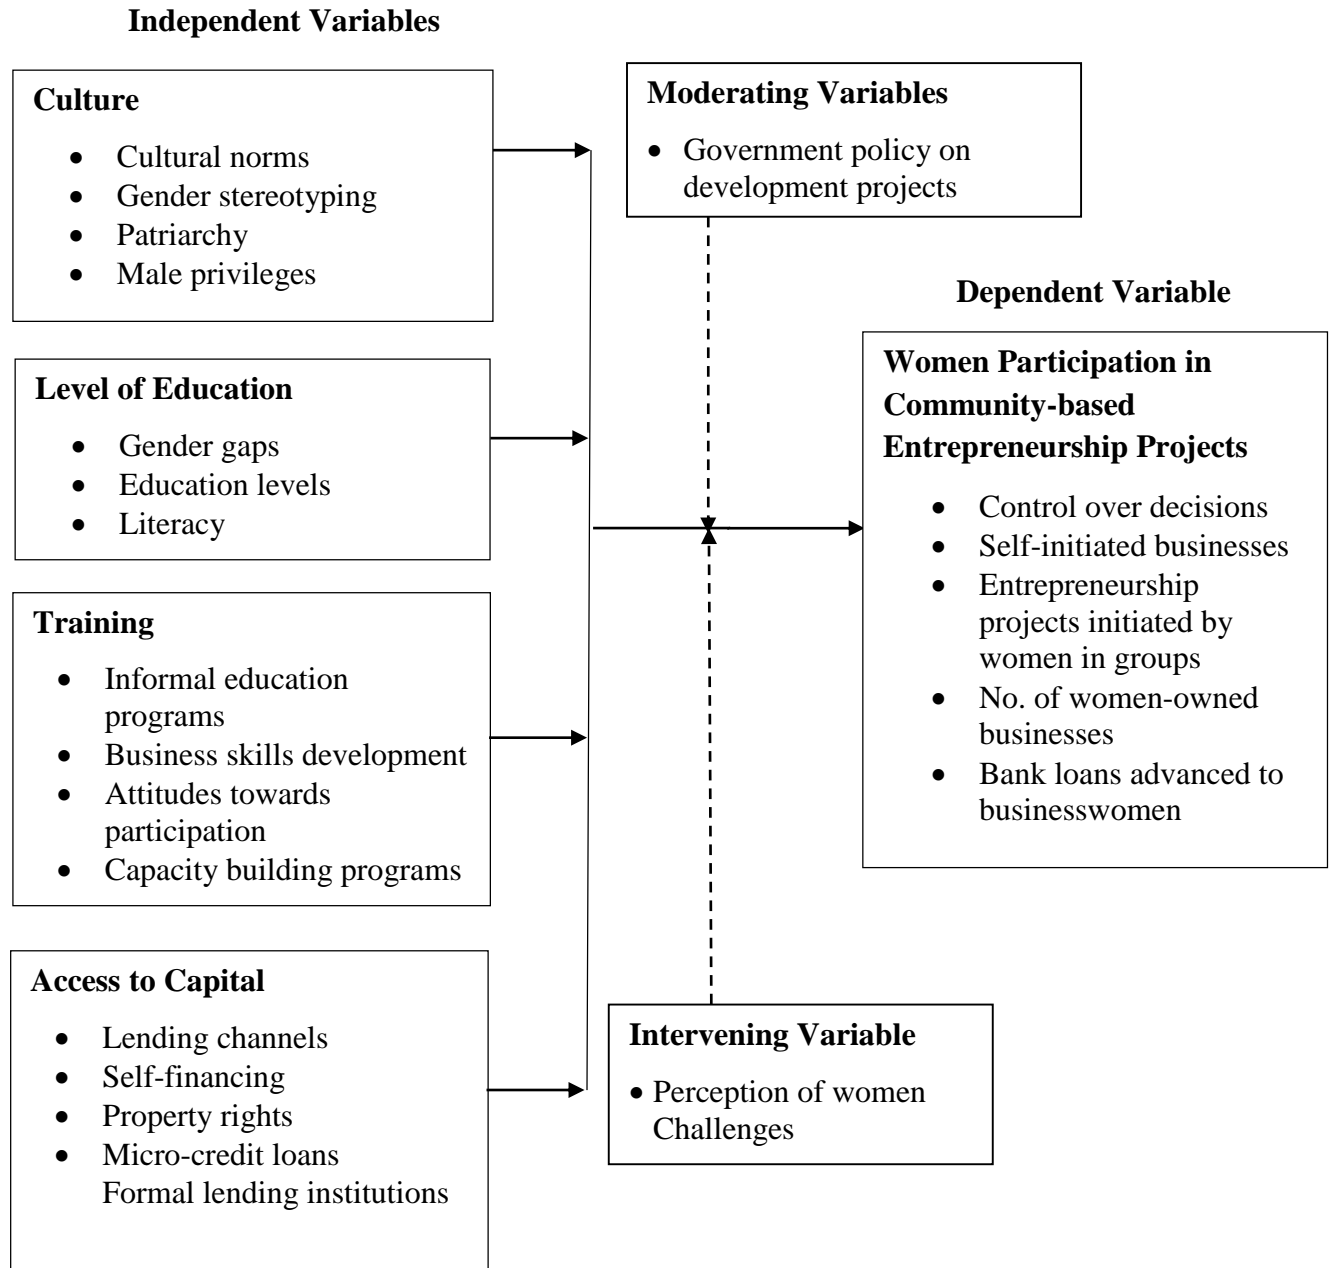 Independent Variables
Culture
• Cultural norms
• Gender stereotyping
• Patriarchy
• Male privileges
Level of Education
• Gender gaps
• Education levels
• Literacy
Training
• Informal education
programs
• Business skills development
• Attitudes towards
participation
• Capacity building programs
Access to Capital
• Lending channels
• Self-financing
• Property rights
• Micro-credit loans
Formal lending institutions
Moderating Variables
• Government policy on
development projects
Intervening Variable
• Perception of women
Challenges
Dependent Variable
Women Participation in
Community-based
Entrepreneurship Projects
• Control over decisions
• Self-initiated businesses
• Entrepreneurship
projects initiated by
women in groups
• No. of women-owned
businesses
• Bank loans advanced to
businesswomen